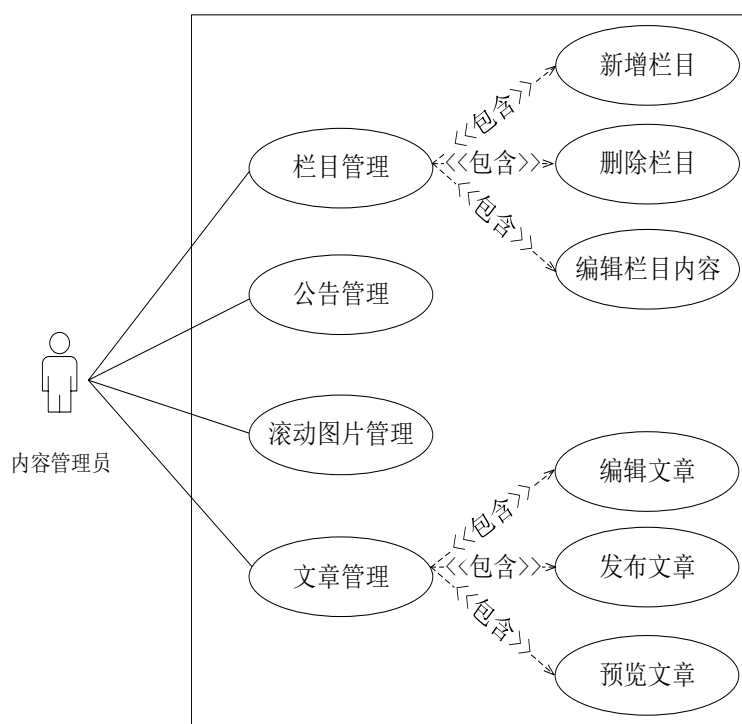 新增栏目
<<包含>>
栏目管理
<<包含>>
删除栏目
<<包含>>
编辑栏目内容
公告管理
滚动图片管理
内容管理员
编辑文章
<<包含>>
文章管理
<<包含>>
发布文章
<<包含>>
预览文章